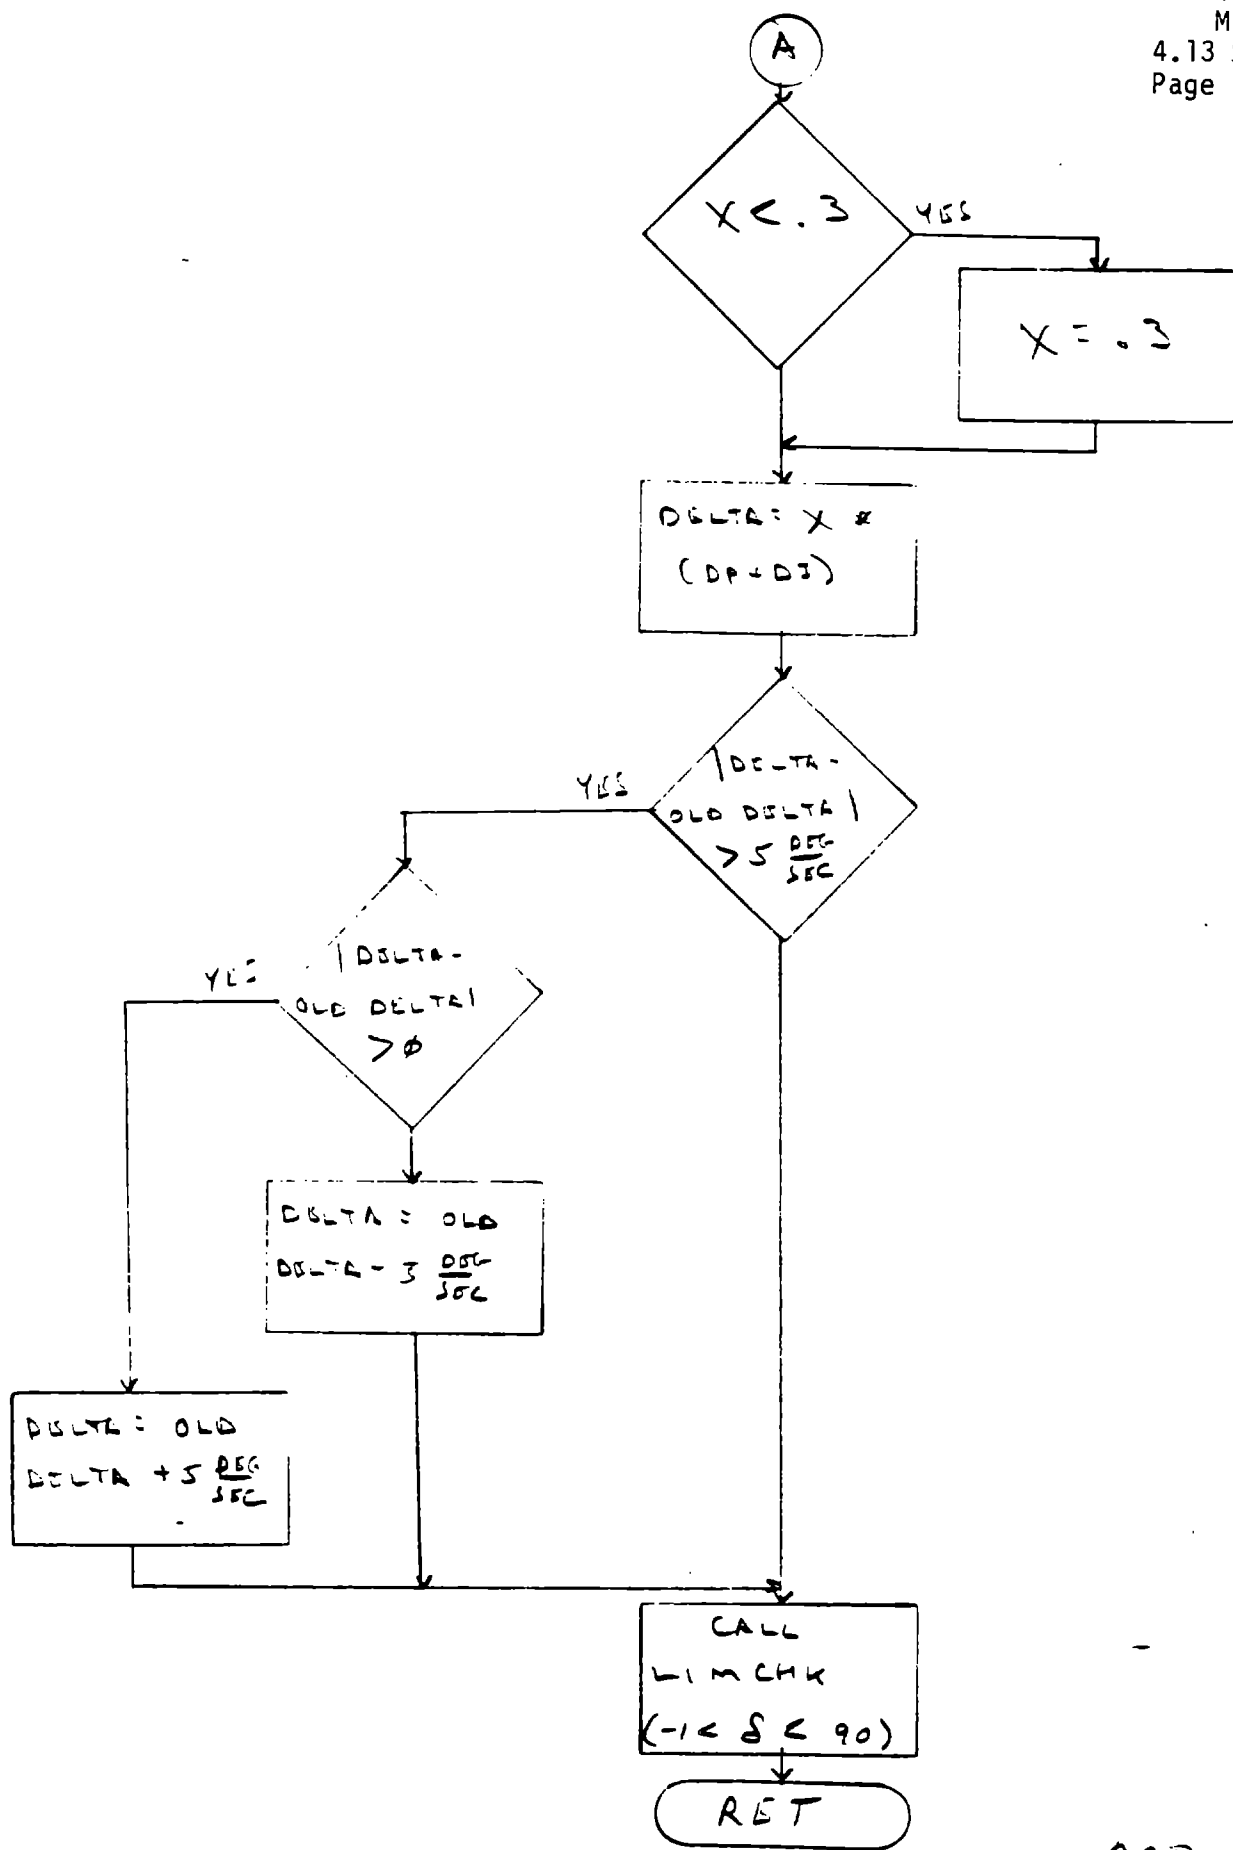 M
4.13
Page
A
X < .3
YES
X = .3
DELTA = X *
(DP + DI)
|DELTA -
OLD DELTA|
> 5 DEG
SEC
YES
|DELTA -
OLD DELTA|
> Ø
YES
DELTA = OLD
DELTA - 5 DEG
SEC
DELTA = OLD
DELTA + 5 DEG
SEC
CALL
LIMCHK
(-1 < δ < 90)
RET